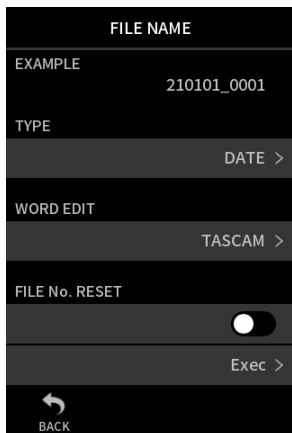 FILE NAME
EXAMPLE
210101_0001
TYPE
DATE >
WORD EDIT
TASCAM >
FILE No. RESET
Exec >
BACK